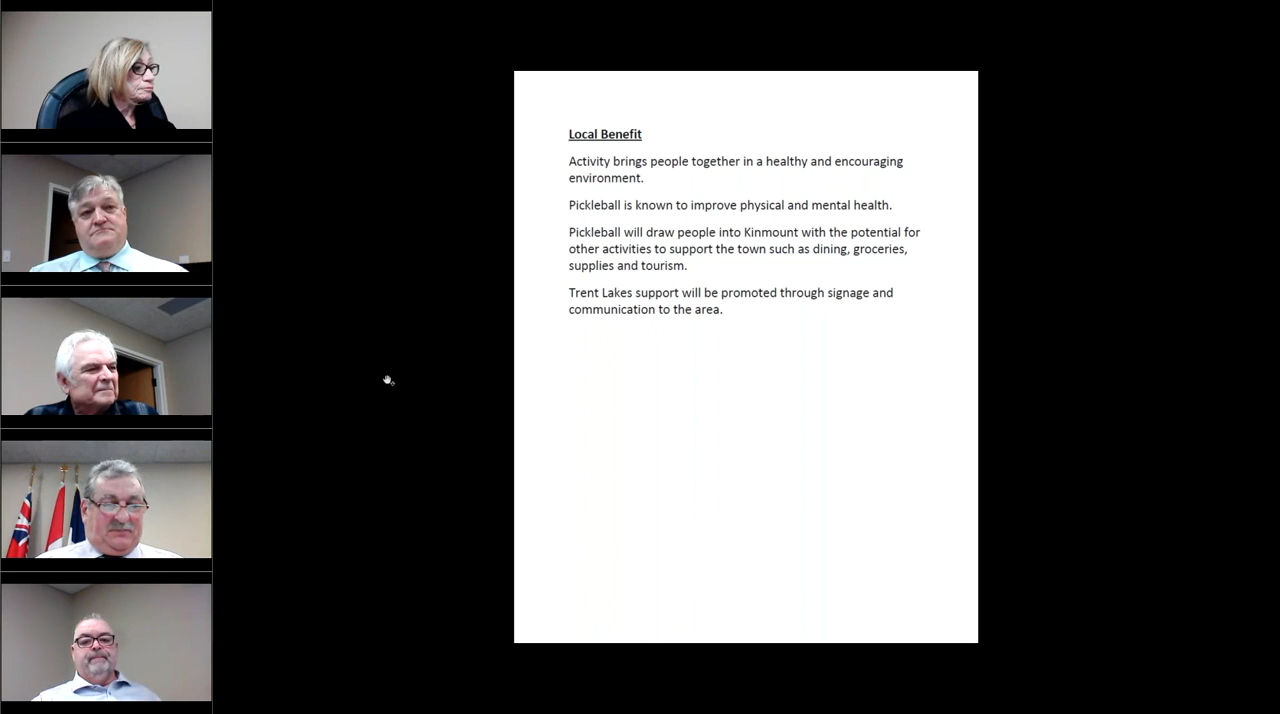 Local Benefit
Activity brings people together in a healthy and encouraging
environment.
Pickleball is known to improve physical and mental health.
Pickleball will draw people into Kinmount with the potential for
other activities to support the town such as dining, groceries,
supplies and tourism.
Trent Lakes support will be promoted through signage and
communication to the area.